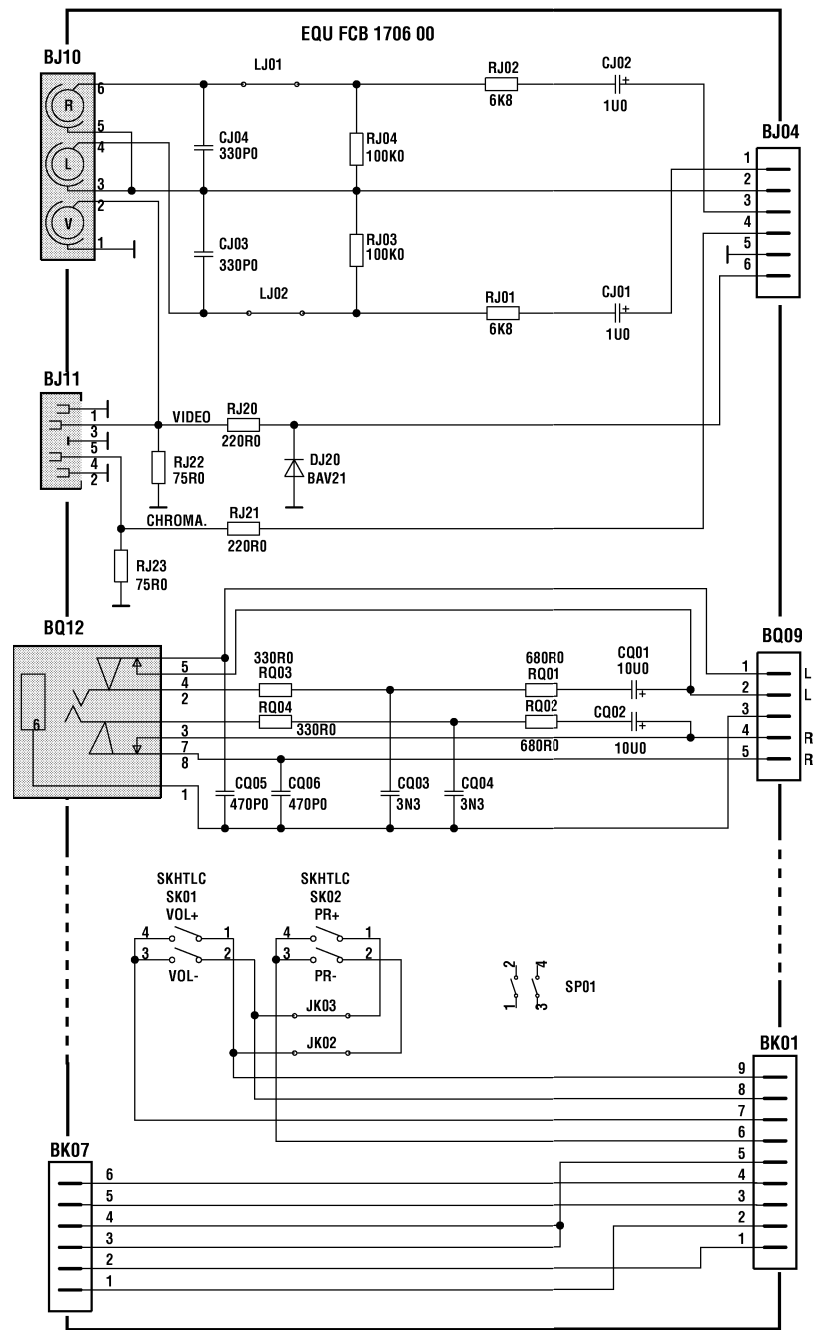 EQU FCB 1706 00
BJ10
R
L
V
6
5
4
3
2
1
LJ01
CJ04
330P0
RJ04
100K0
RJ02
6K8
CJ02
+
1U0
BJ04
1
2
3
4
5
6
CJ03
330P0
RJ03
100K0
LJ02
RJ01
6K8
CJ01
+
1U0
BJ11
1
3
5
4
2
VIDEO
RJ20
220R0
RJ22
75R0
DJ20
BAV21
CHROMA.
RJ21
220R0
RJ23
75R0
BQ12
6
5
4
2
3
7
8
1
330R0
RQ03
RQ04
330R0
680R0
RQ01
RQ02
680R0
CQ01
10U0
+
CQ02
+
10U0
BQ09
1 L
2 L
3
4 R
5 R
CQ05
470P0
CQ06
470P0
CQ03
3N3
CQ04
3N3
SKHTLC
SK01
VOL+
4 1
3 2
VOL-
SKHTLC
SK02
PR+
4 1
3 2
PR-
JK03
JK02
2 4
1 3
SP01
BK01
9
8
7
6
5
4
3
2
1
BK07
6
5
4
3
2
1